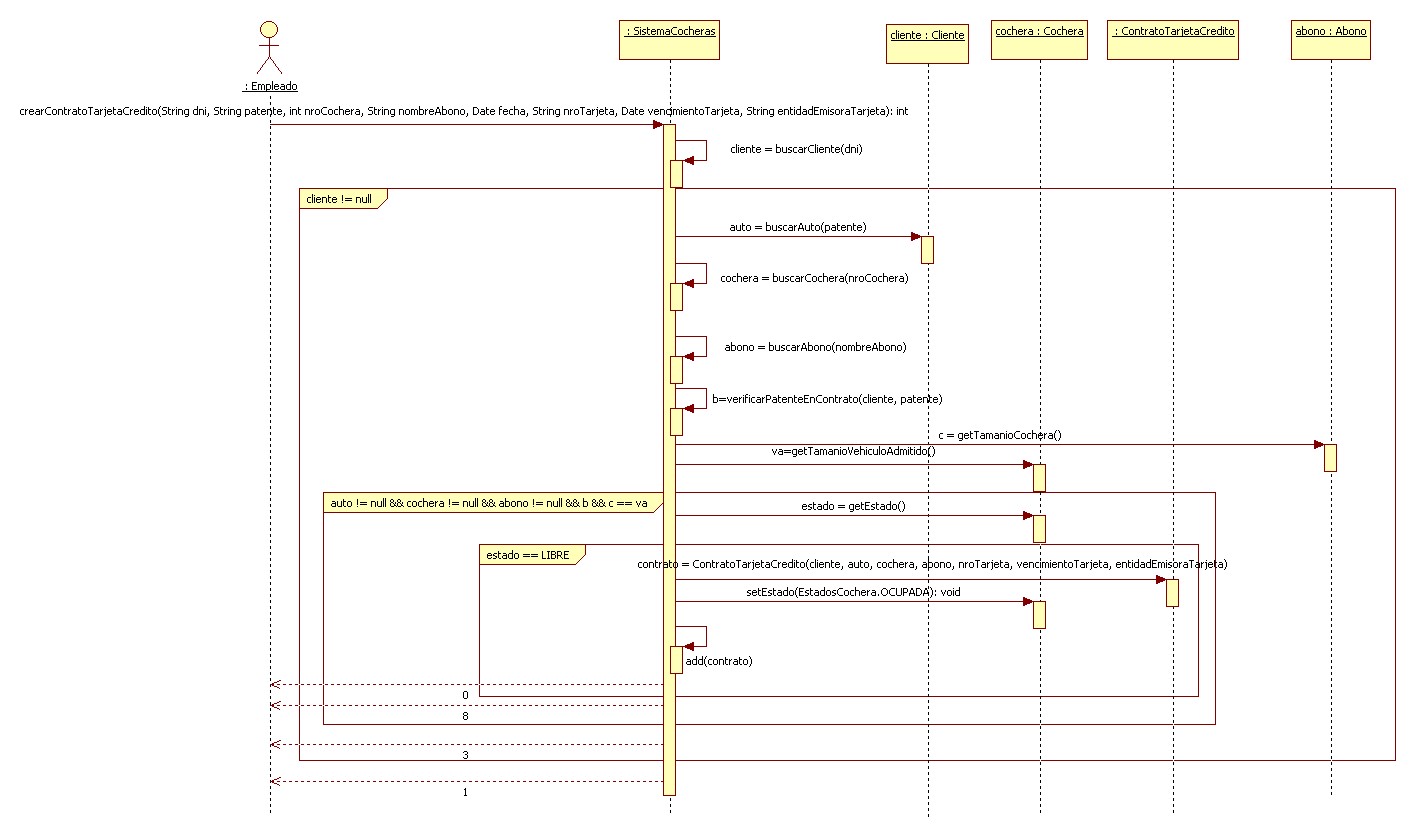 : SistemaCocheras
cliente : Cliente
cochera : Cochera
: ContratoTarjetaCredito
abono : Abono
: Empleado
crearContratoTarjetaCredito(String dni, String patente, int nroCochera, String nombreAbono, Date fecha, String nroTarjeta, Date vencimientoTarjeta, String entidadEmisoraTarjeta): int
cliente = buscarCliente(dni)
cliente != null
auto = buscarAuto(patente)
cochera = buscarCochera(nroCochera)
abono = buscarAbono(nombreAbono)
b=verificarPatenteEnContrato(cliente, patente)
c = getTamanioCochera()
va=getTamanioVehiculoAdmitido()
auto != null && cochera != null && abono != null && b && c == va
estado = getEstado()
estado == LIBRE
contrato = ContratoTarjetaCredito(cliente, auto, cochera, abono, nroTarjeta, vencimientoTarjeta, entidadEmisoraTarjeta)
setEstado(EstadosCochera.OCUPADA): void
add(contrato)
0
8
3
1